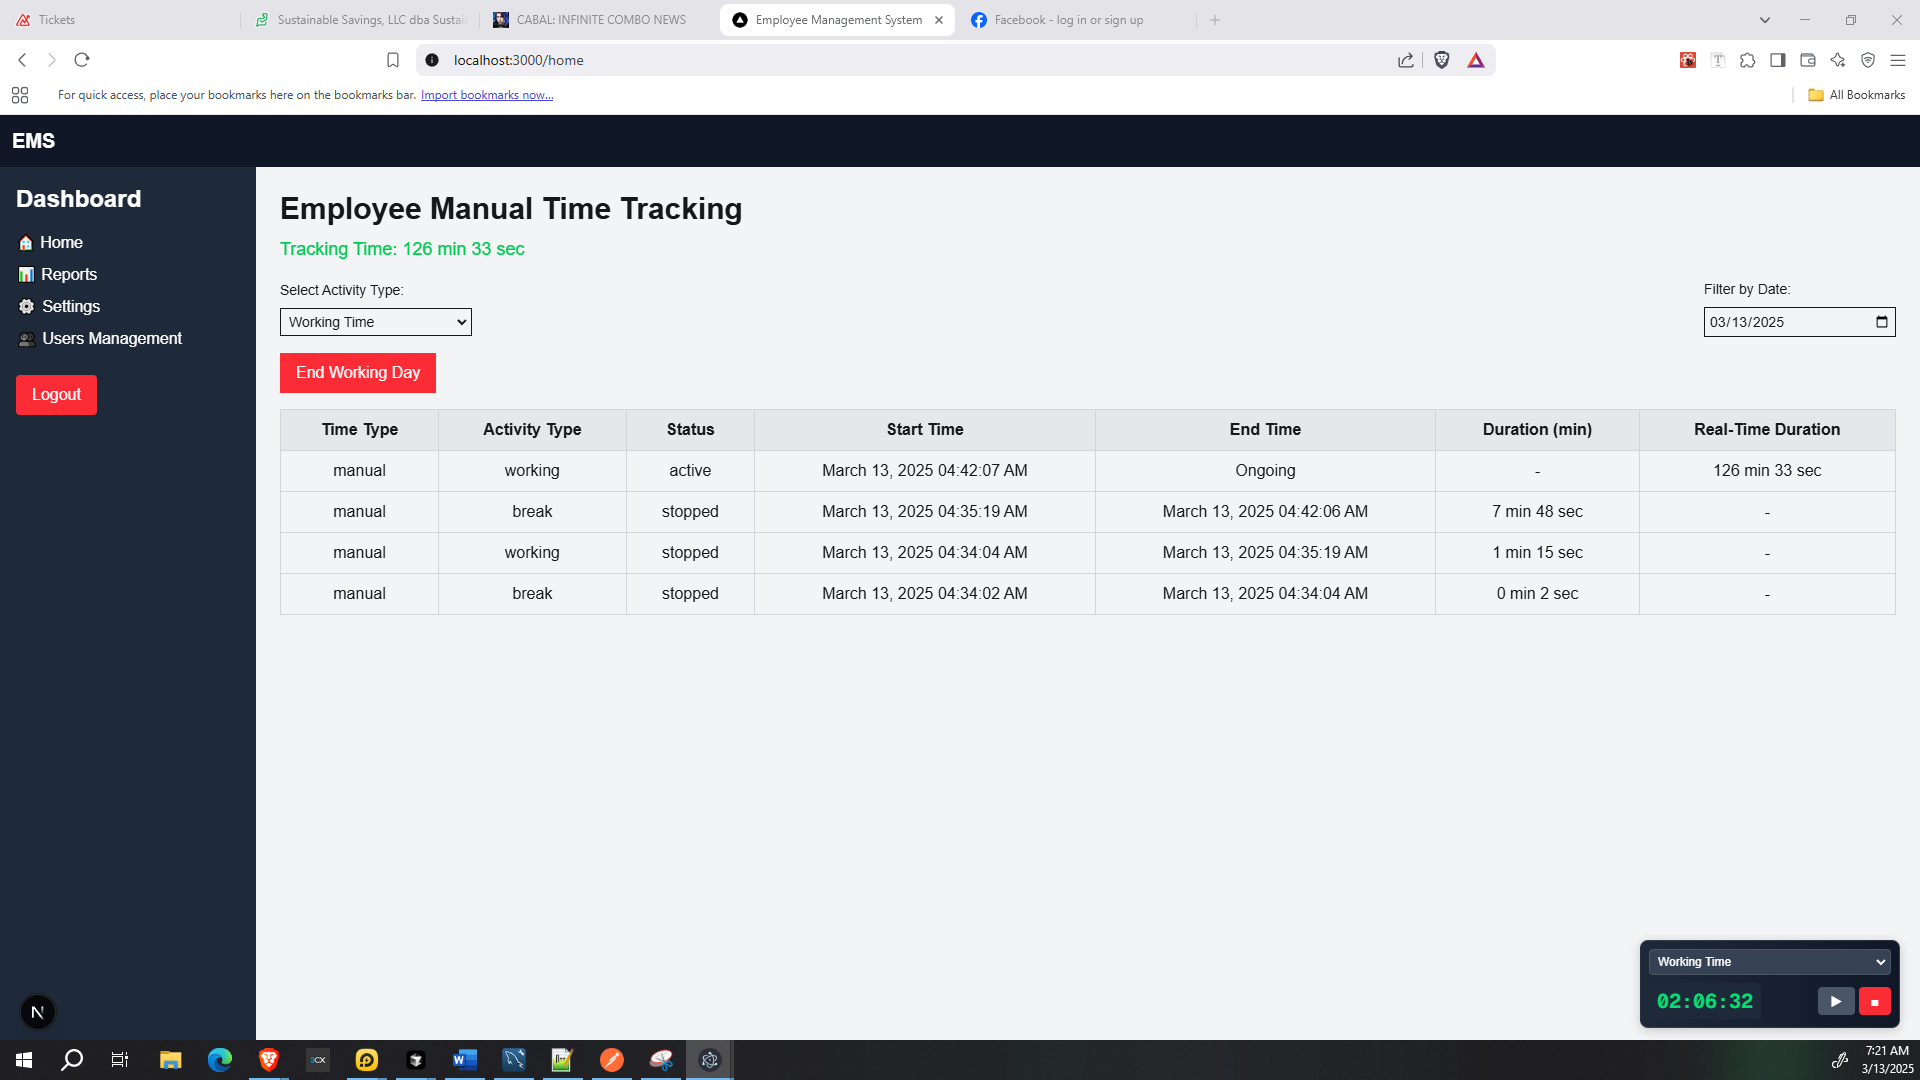 Tickets
Sustainable Savings, LLC dba Sustai
CABAL: INFINITE COMBO NEWS
Employee Management System
Facebook - log in or sign up
localhost:3000/home
For quick access, place your bookmarks here on the bookmarks bar. Import bookmarks now...
All Bookmarks
EMS
Dashboard
Home
Reports
Settings
Users Management
Logout
Employee Manual Time Tracking
Tracking Time: 126 min 33 sec
Select Activity Type:
Working Time
Filter by Date:
03/13/2025
End Working Day
Time Type Activity Type Status Start Time End Time Duration (min) Real-Time Duration
manual working active March 13, 2025 04:42:07 AM Ongoing - 126 min 33 sec
manual break stopped March 13, 2025 04:35:19 AM March 13, 2025 04:42:06 AM 7 min 48 sec -
manual working stopped March 13, 2025 04:34:04 AM March 13, 2025 04:35:19 AM 1 min 15 sec -
manual break stopped March 13, 2025 04:34:02 AM March 13, 2025 04:34:04 AM 0 min 2 sec -
Working Time
02:06:32
N
3CX
7:21 AM
3/13/2025